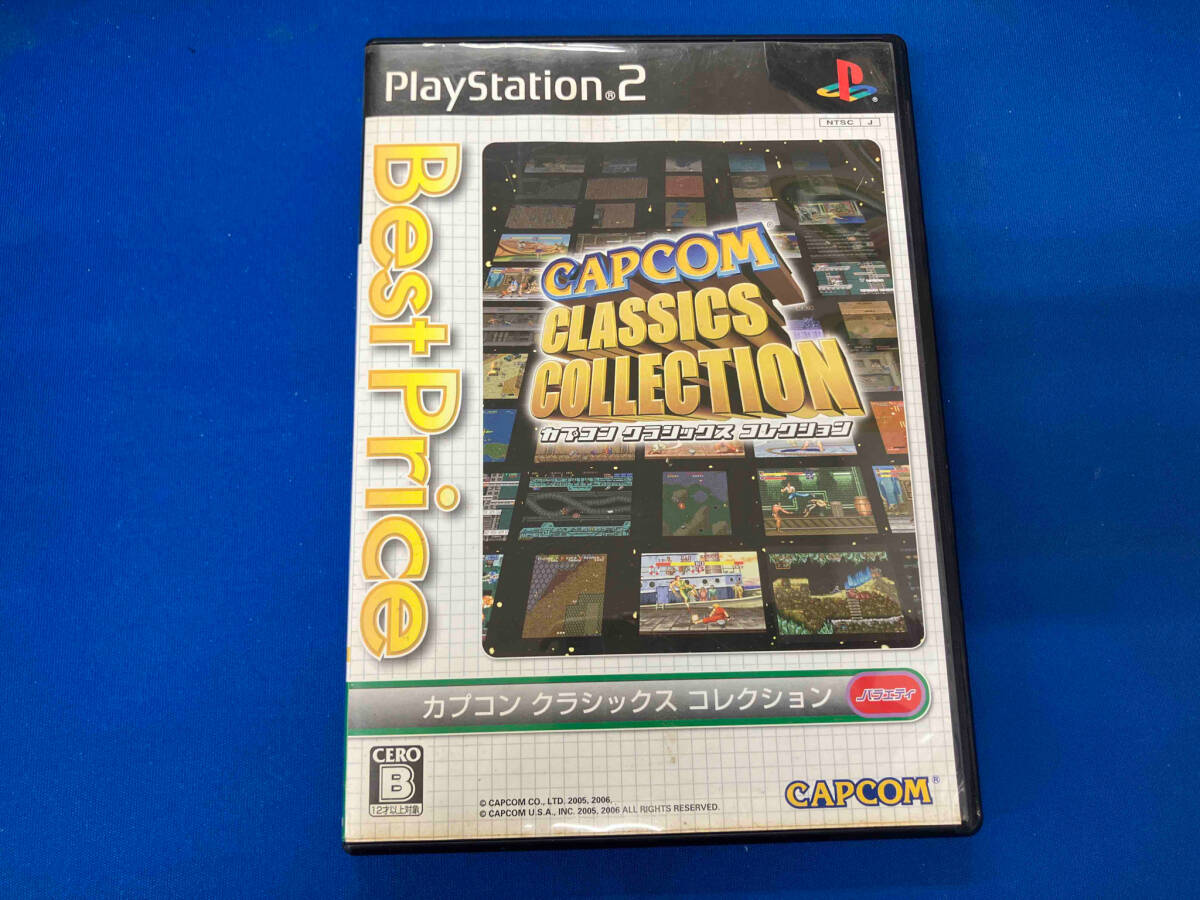 PlayStation®2
NTSC J
Best Price
CAPCOM®
CLASSICS
COLLECTION
カプコン クラシックス コレクション
カプコン クラシックス コレクション
バラエティ
CERO
B
12才以上対象
© CAPCOM CO., LTD. 2005, 2006,
© CAPCOM U.S.A., INC. 2005, 2006 ALL RIGHTS RESERVED.
CAPCOM®